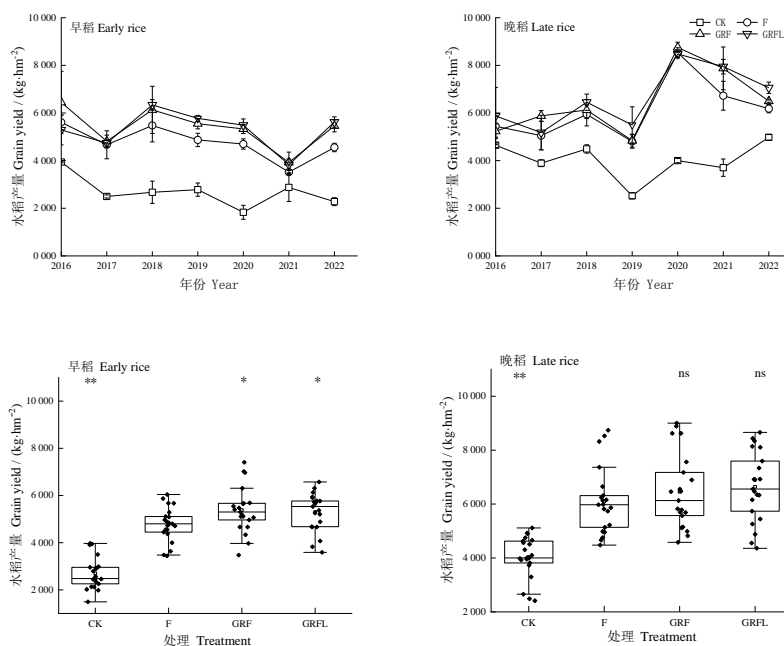 早稻 Early rice
10 000
8 000
6 000
4 000
2 000
0 000
水稻产量 Grain yield / (kg·hm⁻²)
2016 2017 2018 2019 2020 2021 2022
年份 Year
晚稻 Late rice
CK F
GRF GRFL
10 000
8 000
6 000
4 000
2 000
0 000
水稻产量 Grain yield / (kg·hm⁻²)
2016 2017 2018 2019 2020 2021 2022
年份 Year
早稻 Early rice
** * *
10 000
8 000
6 000
4 000
2 000
水稻产量 Grain yield / (kg·hm⁻²)
CK F GRF GRFL
处理 Treatment
晚稻 Late rice
** ns ns
10 000
8 000
6 000
4 000
2 000
水稻产量 Grain yield / (kg·hm⁻²)
CK F GRF GRFL
处理 Treatment